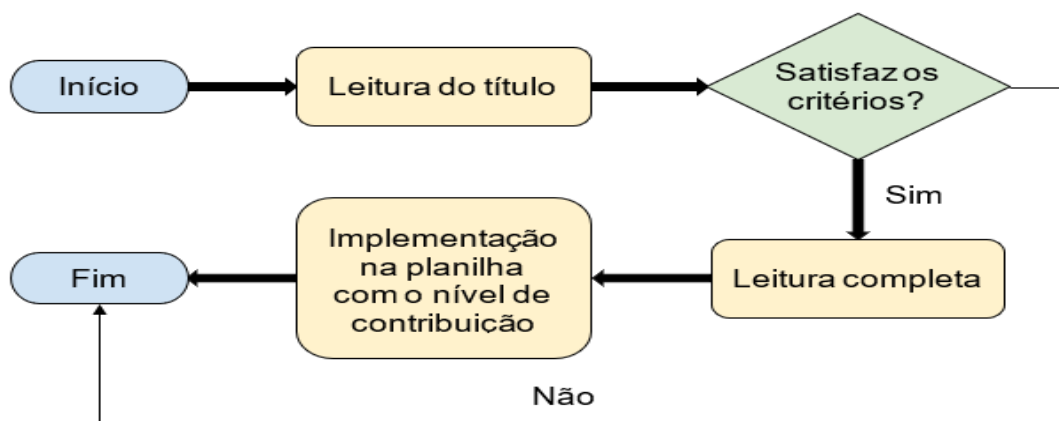 Início
Leitura do título
Satisfaz os
critérios?
Sim
Leitura completa
Implementação
na planilha
com o nível de
contribuição
Fim
Não